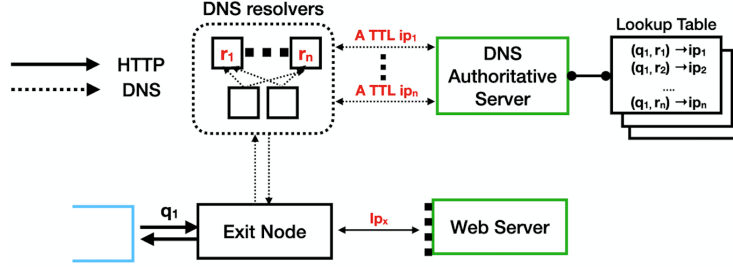 DNS resolvers
r1
rn
HTTP
DNS
A TTL ip1
A TTL ipn
DNS
Authoritative
Server
Lookup Table
(q1, r1) →ip1
(q1, r2) →ip2
....
(q1, rn) →ipn
q1
Exit Node
Ipx
Web Server